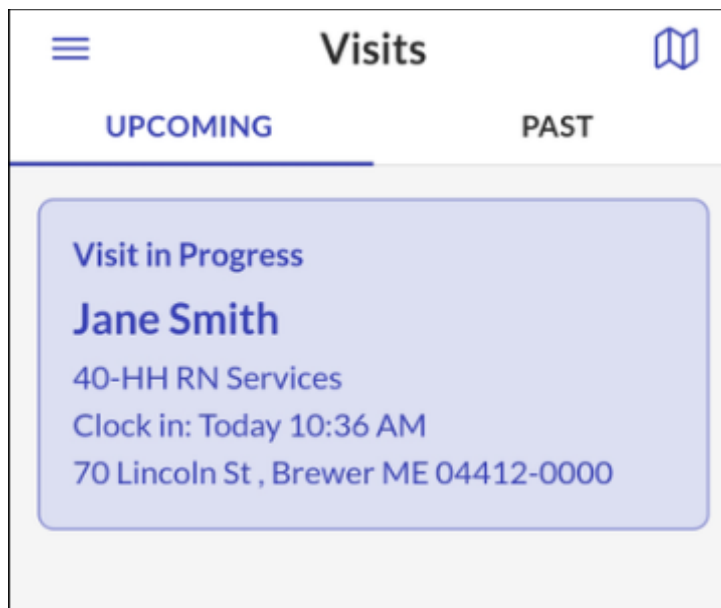 Visits
UPCOMING
PAST
Visit in Progress
Jane Smith
40-HH RN Services
Clock in: Today 10:36 AM
70 Lincoln St , Brewer ME 04412-0000